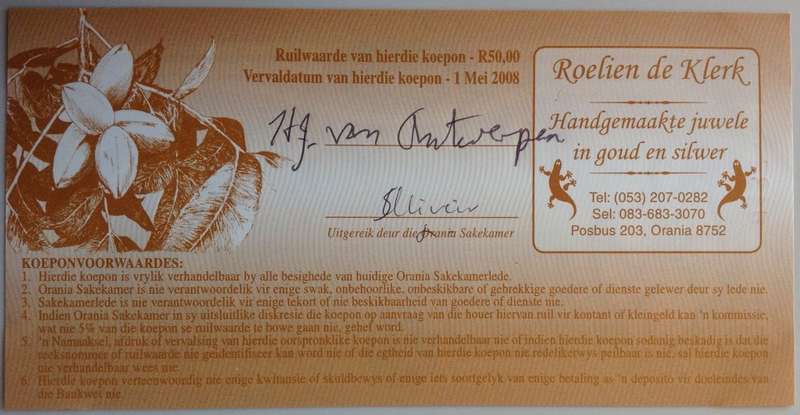 Ruilwaarde van hierdie koepon - R50,00
Vervaldatum van hierdie koepon - 1 Mei 2008
H.J. van Antwerpen
Uitgereik deur die Orania Sakekamer
Roelien de Klerk
Handgemaakte juwele
in goud en silwer
Tel: (053) 207-0282
Sel: 083-683-3070
Posbus 203, Orania 8752
KOEPONVOORWAARDES:
1. Hierdie koepon is vrylik verhandelbaar by alle besighede van huidige Orania Sakekamerlede.
2. Orania Sakekamer is nie verantwoordelik vir enige swak, onbehoorlike, onbeskikbare of gebrekkige goedere of dienste gelewer deur sy lede nie.
3. Sakekamerlede is nie verantwoordelik vir enige tekort of nie beskikbaarheid van goedere of dienste nie.
4. Indien Orania Sakekamer in sy uitsluitlike diskresie die koepon op aanvraag van die houer hiervan ruil vir kontant of kleingeld kan 'n kommissie,
wat nie 5% van die koepon se ruilwaarde te bowe gaan nie, gehef word.
5. 'n Namaaksel, afdruk of vervalsing van hierdie oorspronklike koepon is nie verhandelbaar nie of indien hierdie koepon sodanig beskadig is dat die
reeksnommer of ruilwaarde nie geïdentifiseer kan word nie of die egtheid van hierdie koepon nie redelikerwys peilbaar is nie, sal hierdie koepon
nie verhandelbaar wees nie.
6. Hierdie koepon verteenwoordig nie enige kwitansie of skuldbewys of enige iets soortgelyk van enige betaling as 'n deposito vir doeleindes van
die Bankwet nie.